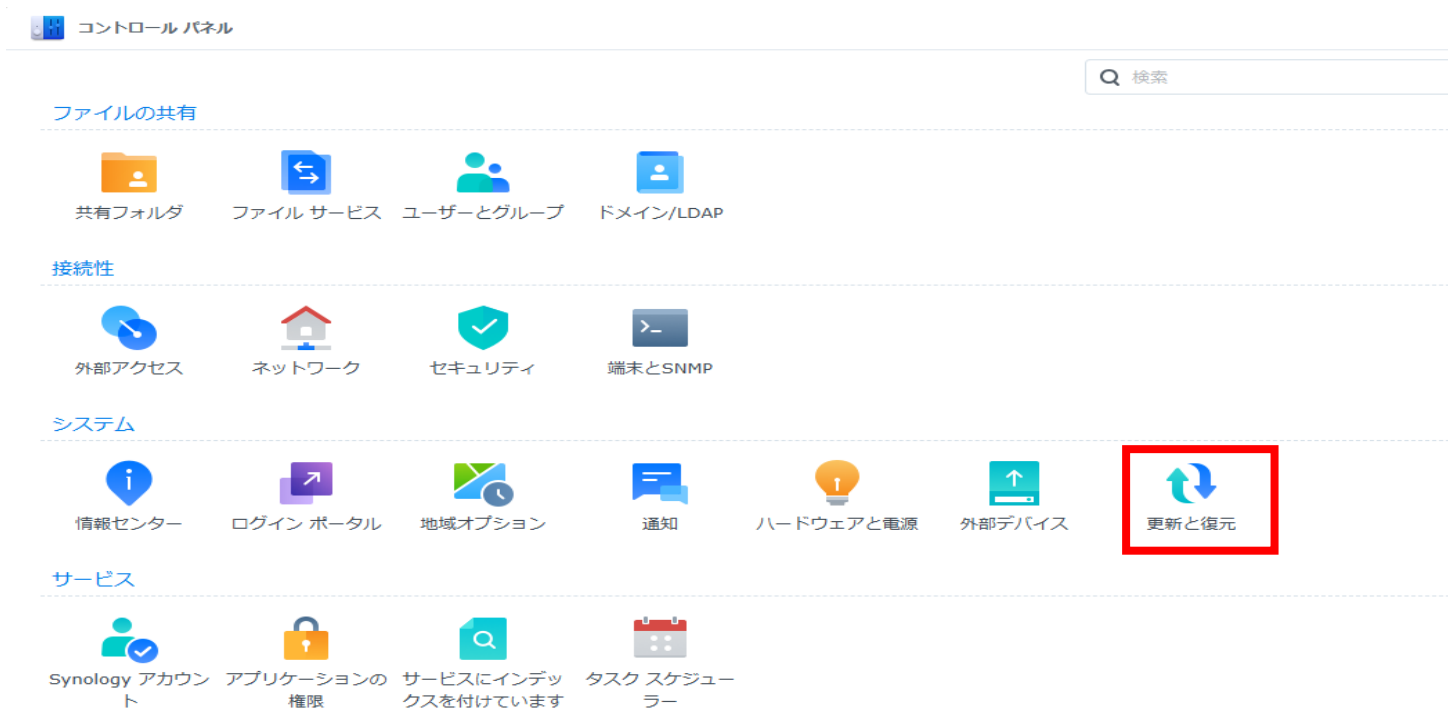 コントロール パネル
検索
ファイルの共有
共有フォルダ
ファイル サービス
ユーザーとグループ
ドメイン/LDAP
接続性
外部アクセス
ネットワーク
セキュリティ
端末とSNMP
システム
情報センター
ログイン ポータル
地域オプション
通知
ハードウェアと電源
外部デバイス
更新と復元
サービス
Synology アカウン
ト
アプリケーションの
権限
サービスにインデッ
クスを付けています
タスク スケジュー
ラー